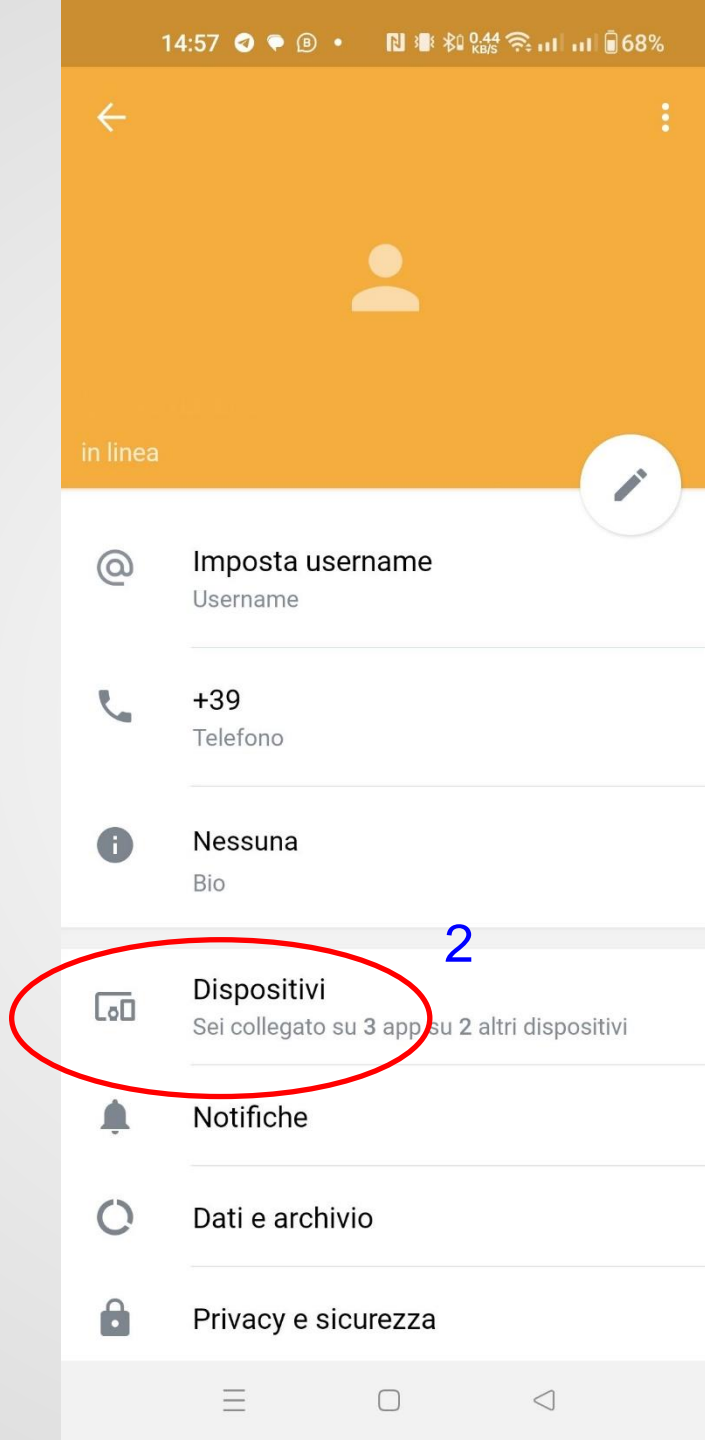 14:57 B 0.44 KB/S 68%
in linea
Imposta username
Username
+39
Telefono
Nessuna
Bio
2
Dispositivi
Sei collegato su 3 app su 2 altri dispositivi
Notifiche
Dati e archivio
Privacy e sicurezza